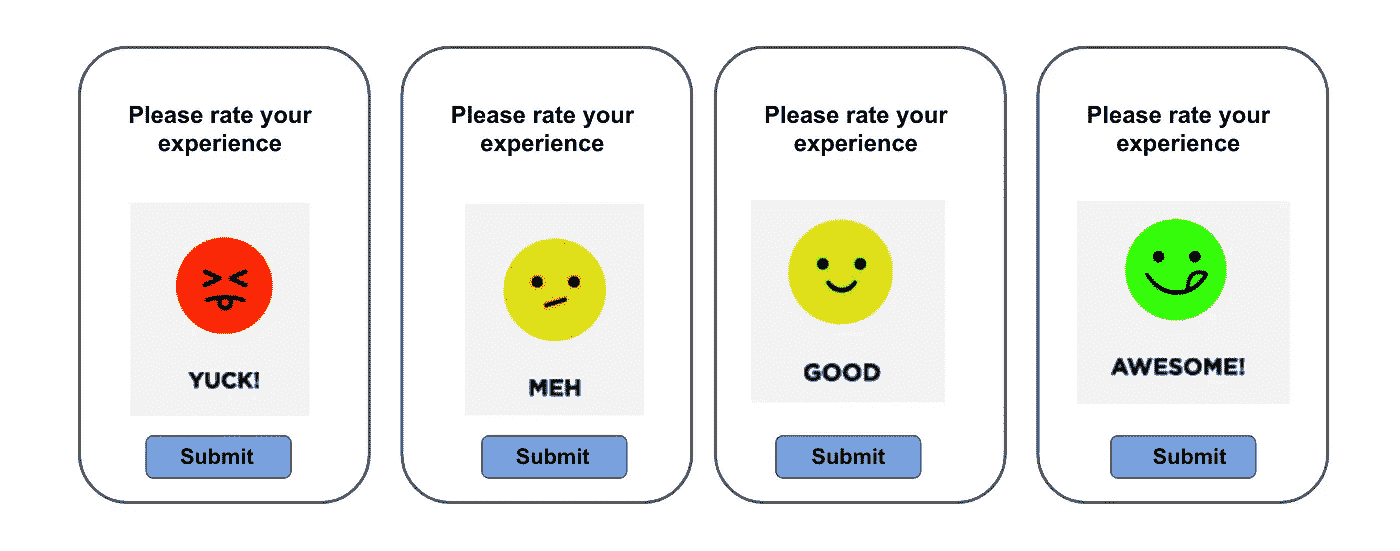 Please rate your
experience
YUCK!
Submit
Please rate your
experience
MEH
Submit
Please rate your
experience
GOOD
Submit
Please rate your
experience
AWESOME!
Submit